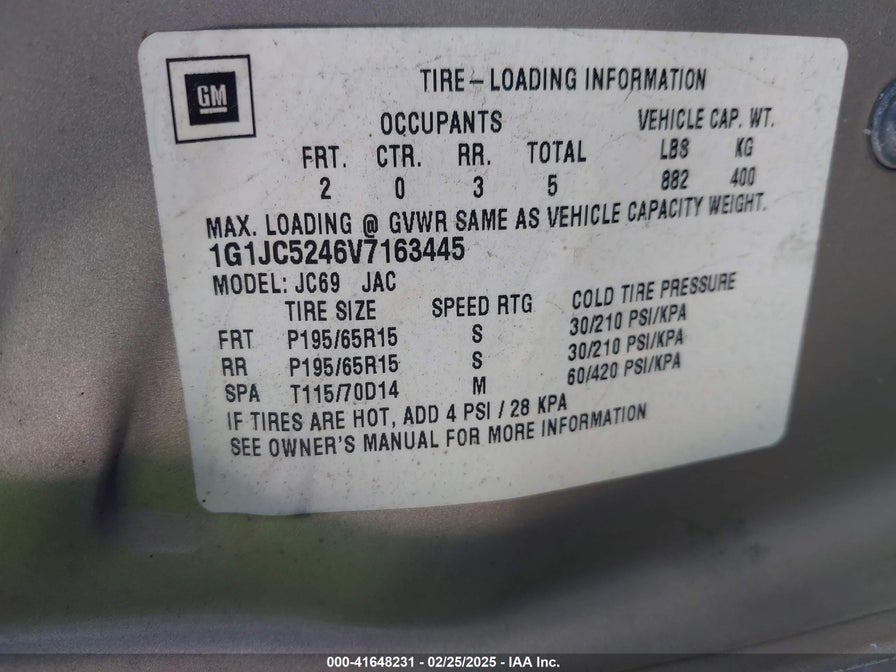 GM
TIRE-LOADING INFORMATION
OCCUPANTS VEHICLE CAP. WT.
FRT. CTR. RR. TOTAL LBS KG
2 0 3 5 882 400
MAX. LOADING @ GVWR SAME AS VEHICLE CAPACITY WEIGHT.
1G1JC5246V7163445
MODEL: JC69 JAC
TIRE SIZE SPEED RTG COLD TIRE PRESSURE
FRT P195/65R15 S 30/210 PSI/KPA
RR P195/65R15 S 30/210 PSI/KPA
SPA T115/70D14 M 60/420 PSI/KPA
IF TIRES ARE HOT, ADD 4 PSI / 28 KPA
SEE OWNER'S MANUAL FOR MORE INFORMATION
000-41648231 - 02/25/2025 - IAA Inc.